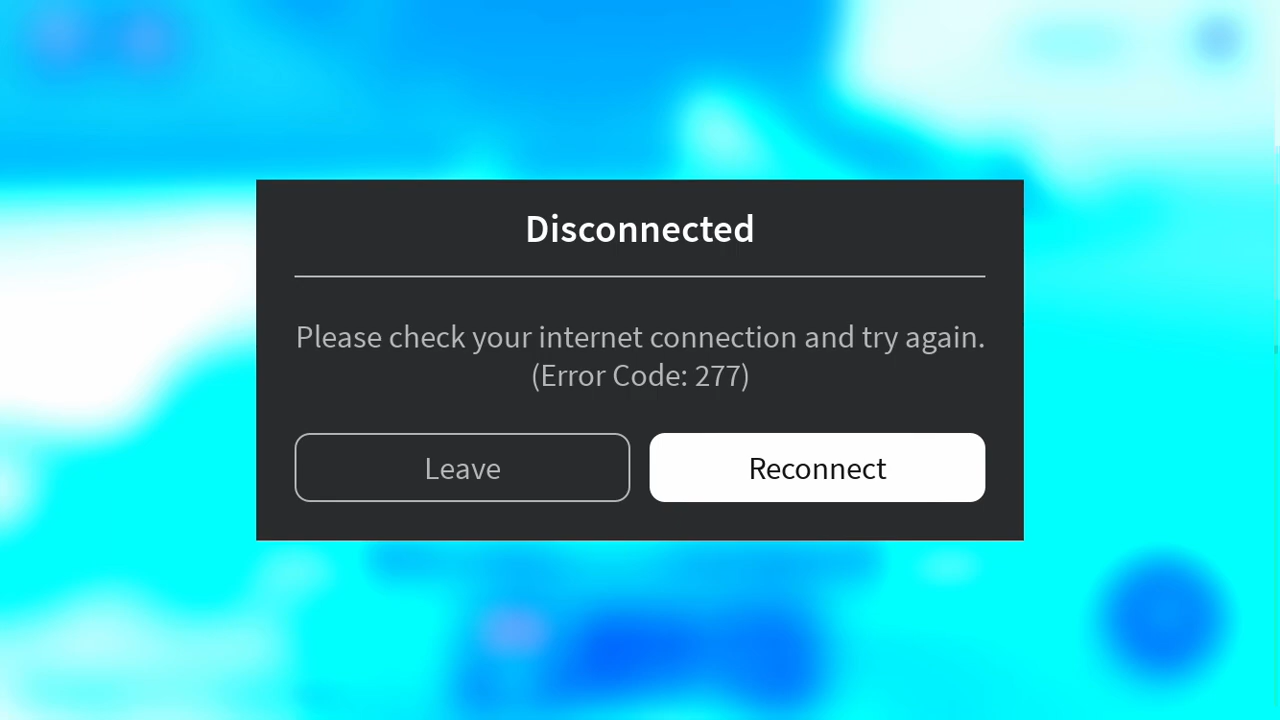 Disconnected
Please check your internet connection and try again.
(Error Code: 277)
Leave
Reconnect